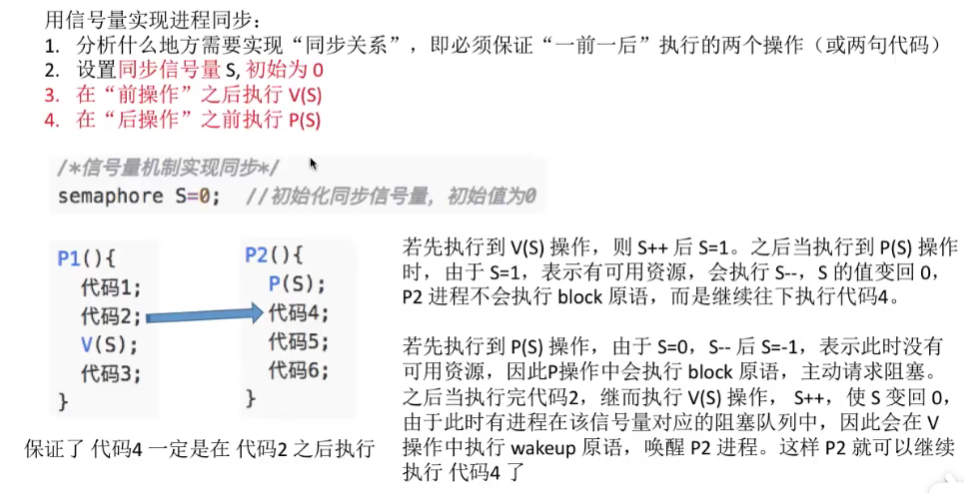 用信号量实现进程同步：
1. 分析什么地方需要实现“同步关系”，即必须保证“一前一后”执行的两个操作（或两句代码）
2. 设置同步信号量 S, 初始为 0
3. 在“前操作”之后执行 V(S)
4. 在“后操作”之前执行 P(S)
/*信号量机制实现同步*/
semaphore S=0; //初始化同步信号量，初始值为0
P1(){
代码1;
代码2;
V(S);
代码3;
}
P2(){
P(S);
代码4;
代码5;
代码6;
}
保证了 代码4 一定是在 代码2 之后执行
若先执行到 V(S) 操作，则 S++ 后 S=1。之后当执行到 P(S) 操作
时，由于 S=1，表示有可用资源，会执行 S--，S 的值变回 0，
P2 进程不会执行 block 原语，而是继续往下执行代码4。
若先执行到 P(S) 操作，由于 S=0，S-- 后 S=-1，表示此时没有
可用资源，因此P操作中会执行 block 原语，主动请求阻塞。
之后当执行完代码2，继而执行 V(S) 操作， S++，使 S 变回 0，
由于此时有进程在该信号量对应的阻塞队列中，因此会在 V
操作中执行 wakeup 原语，唤醒 P2 进程。这样 P2 就可以继续
执行 代码4 了